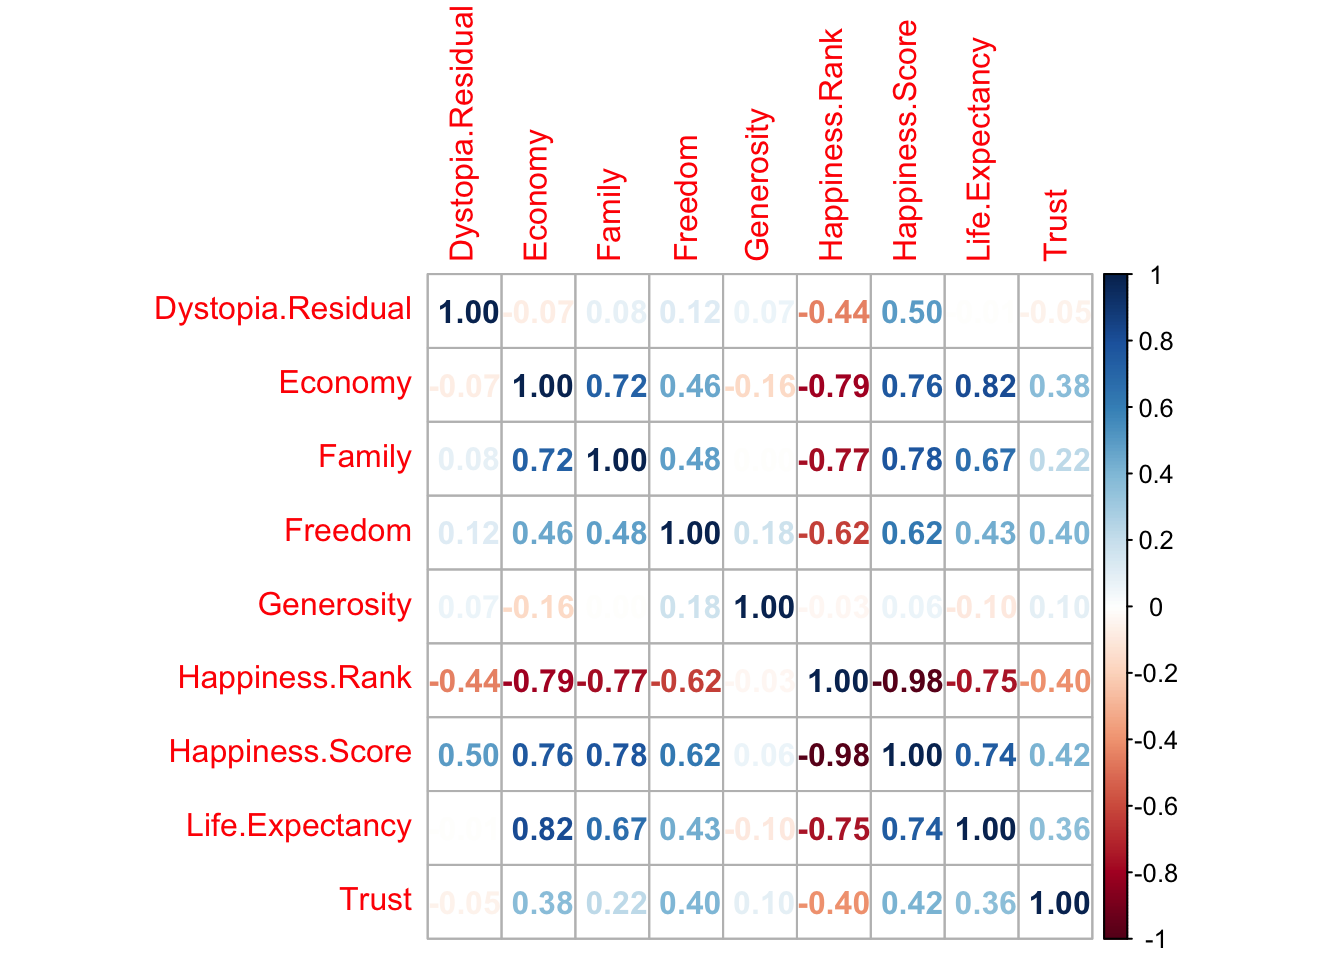 Dystopia.Residual
Economy
Family
Freedom
Generosity
Happiness.Rank
Happiness.Score
Life.Expectancy
Trust
Dystopia.Residual 1.00 -0.07 0.08 0.12 0.07 -0.44 0.50 -0.05
Economy -0.07 1.00 0.72 0.46 -0.16 -0.79 0.76 0.82 0.38
Family 0.08 0.72 1.00 0.48 -0.77 0.78 0.67 0.22
Freedom 0.12 0.46 0.48 1.00 0.18 -0.62 0.62 0.43 0.40
Generosity 0.07 -0.16 0.18 1.00 -0.03 0.06 -0.10 0.10
Happiness.Rank -0.44 -0.79 -0.77 -0.62 -0.03 1.00 -0.98 -0.75 -0.40
Happiness.Score 0.50 0.76 0.78 0.62 0.06 -0.98 1.00 0.74 0.42
Life.Expectancy 0.82 0.67 0.43 -0.10 -0.75 0.74 1.00 0.36
Trust -0.05 0.38 0.22 0.40 0.10 -0.40 0.42 0.36 1.00
1
0.8
0.6
0.4
0.2
0
-0.2
-0.4
-0.6
-0.8
-1